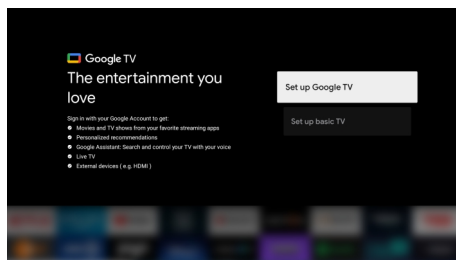 Google TV
The entertainment you
love
Sign in with your Google Account to get:
Movies and TV shows from your favorite streaming apps
Personalized recommendations
Google Assistant: Search and control your TV with your voice
Live TV
External devices ( e.g. HDMI )
Set up Google TV
Set up basic TV